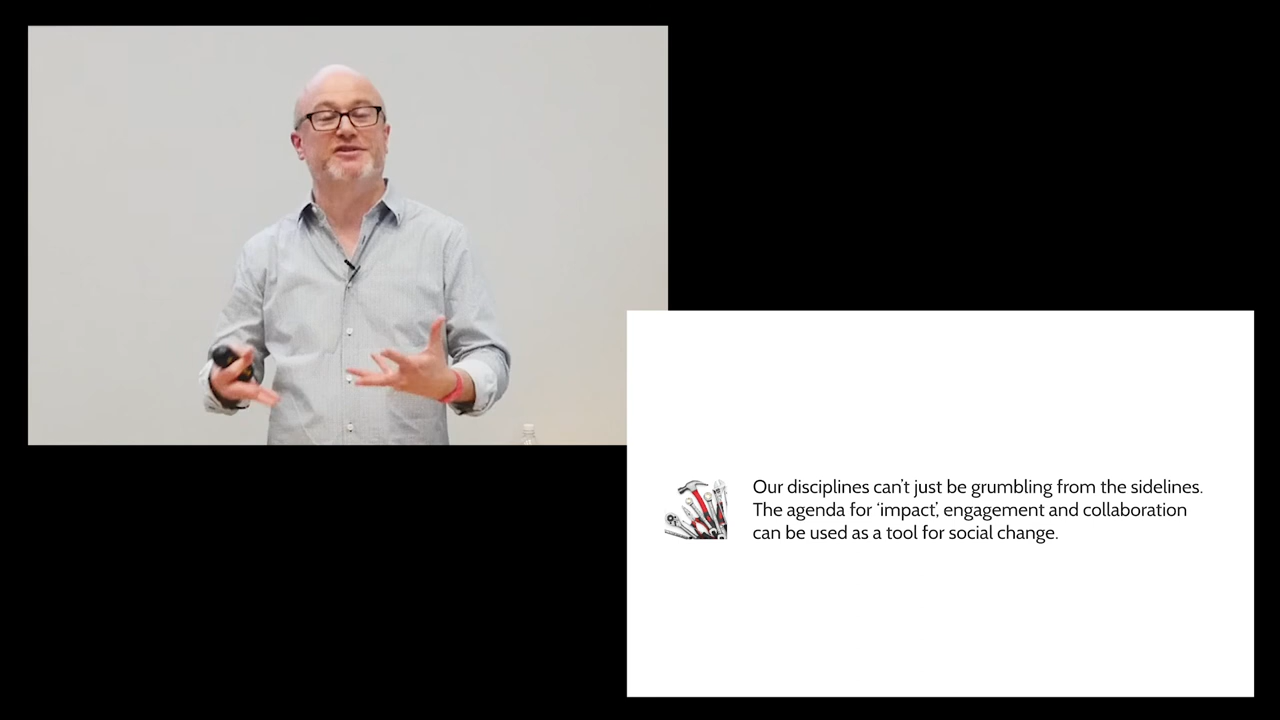 Our disciplines can’t just be grumbling from the sidelines.
The agenda for ‘impact’, engagement and collaboration
can be used as a tool for social change.